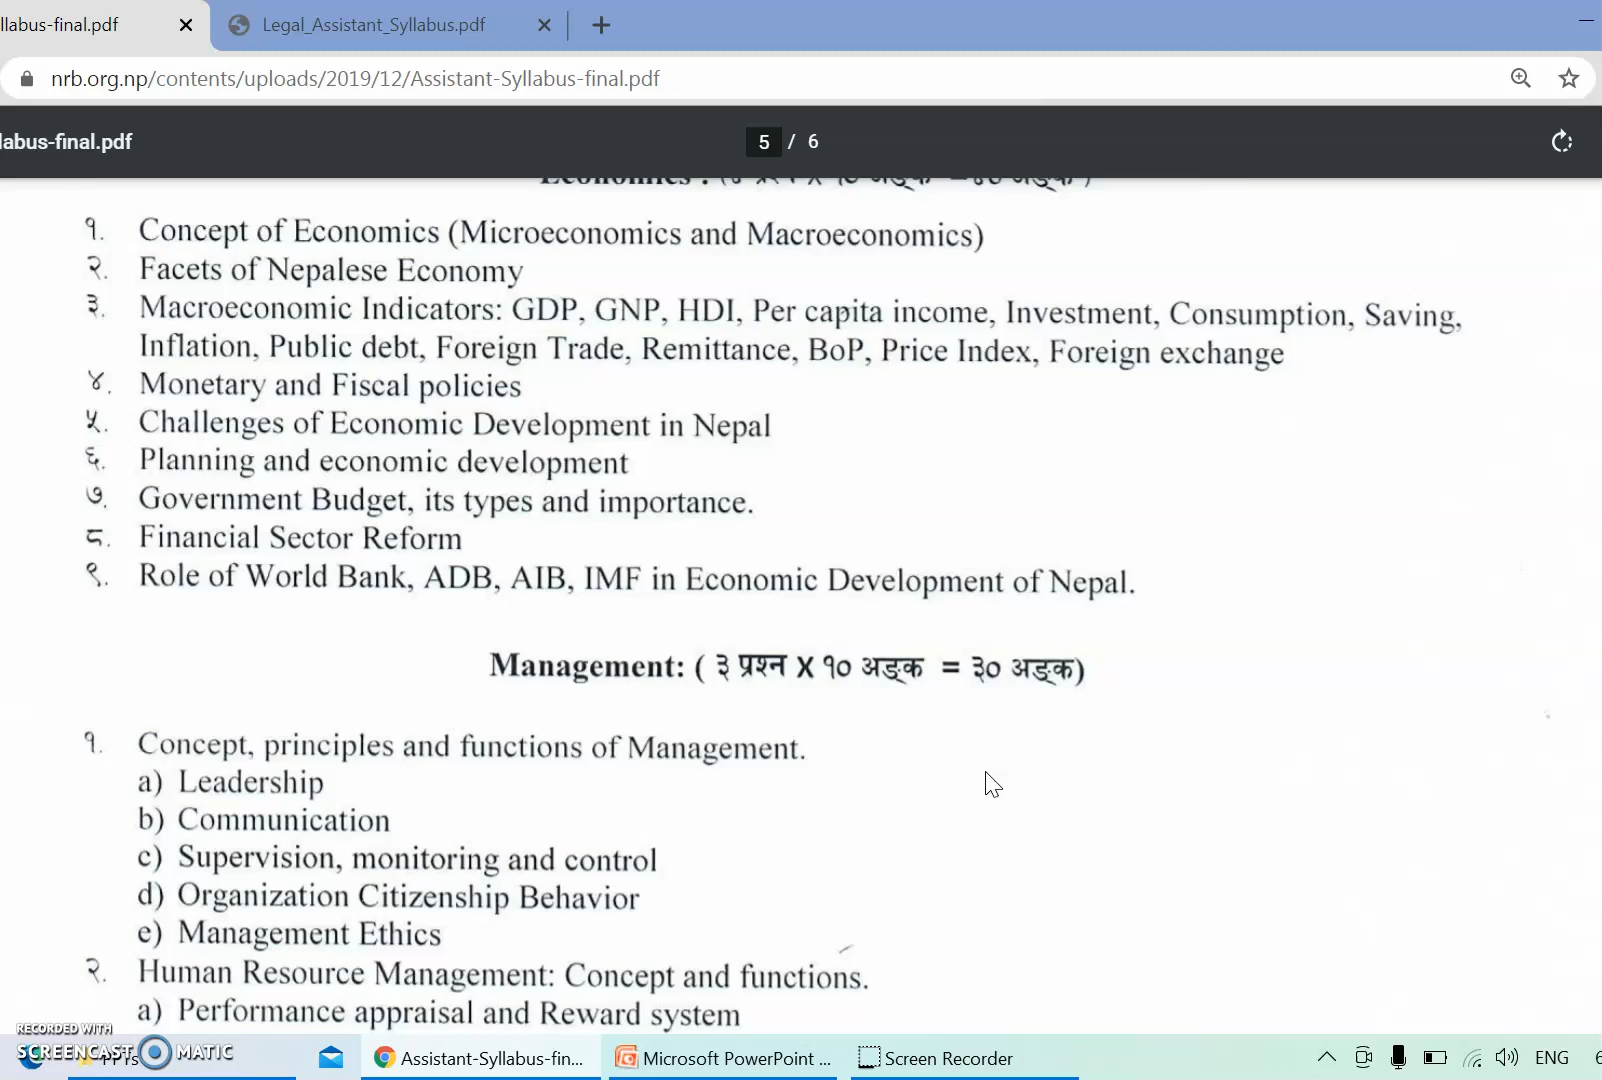 llabus-final.pdf
Legal_Assistant_Syllabus.pdf
nrb.org.np/contents/uploads/2019/12/Assistant-Syllabus-final.pdf
labus-final.pdf
5 / 6
Economics : (४ प्रश्न X १० अङ्क = ४० अङ्क)
१. Concept of Economics (Microeconomics and Macroeconomics)
२. Facets of Nepalese Economy
३. Macroeconomic Indicators: GDP, GNP, HDI, Per capita income, Investment, Consumption, Saving,
Inflation, Public debt, Foreign Trade, Remittance, BoP, Price Index, Foreign exchange
४. Monetary and Fiscal policies
५. Challenges of Economic Development in Nepal
६. Planning and economic development
७. Government Budget, its types and importance.
८. Financial Sector Reform
९. Role of World Bank, ADB, AIB, IMF in Economic Development of Nepal.
Management: ( ३ प्रश्न X १० अङ्क = ३० अङ्क)
१. Concept, principles and functions of Management.
a) Leadership
b) Communication
c) Supervision, monitoring and control
d) Organization Citizenship Behavior
e) Management Ethics
२. Human Resource Management: Concept and functions.
a) Performance appraisal and Reward system
RECORDED WITH
SCREENCAST MATIC
Assistant-Syllabus-fin...
Microsoft PowerPoint ...
Screen Recorder
ENG